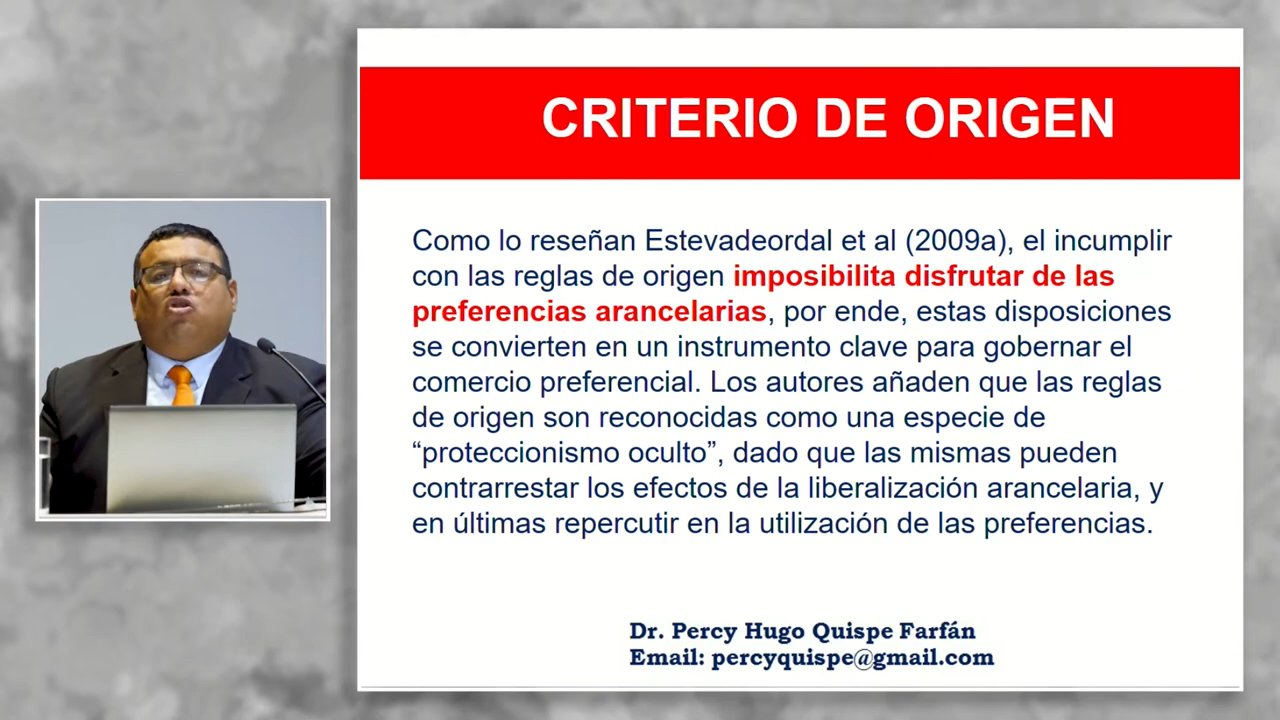 CRITERIO DE ORIGEN
Como lo reseñan Estevadeordal et al (2009a), el incumplir
con las reglas de origen imposibilita disfrutar de las
preferencias arancelarias, por ende, estas disposiciones
se convierten en un instrumento clave para gobernar el
comercio preferencial. Los autores añaden que las reglas
de origen son reconocidas como una especie de
“proteccionismo oculto”, dado que las mismas pueden
contrarrestar los efectos de la liberalización arancelaria, y
en últimas repercutir en la utilización de las preferencias.
Dr. Percy Hugo Quispe Farfán
Email: percyquispe@gmail.com